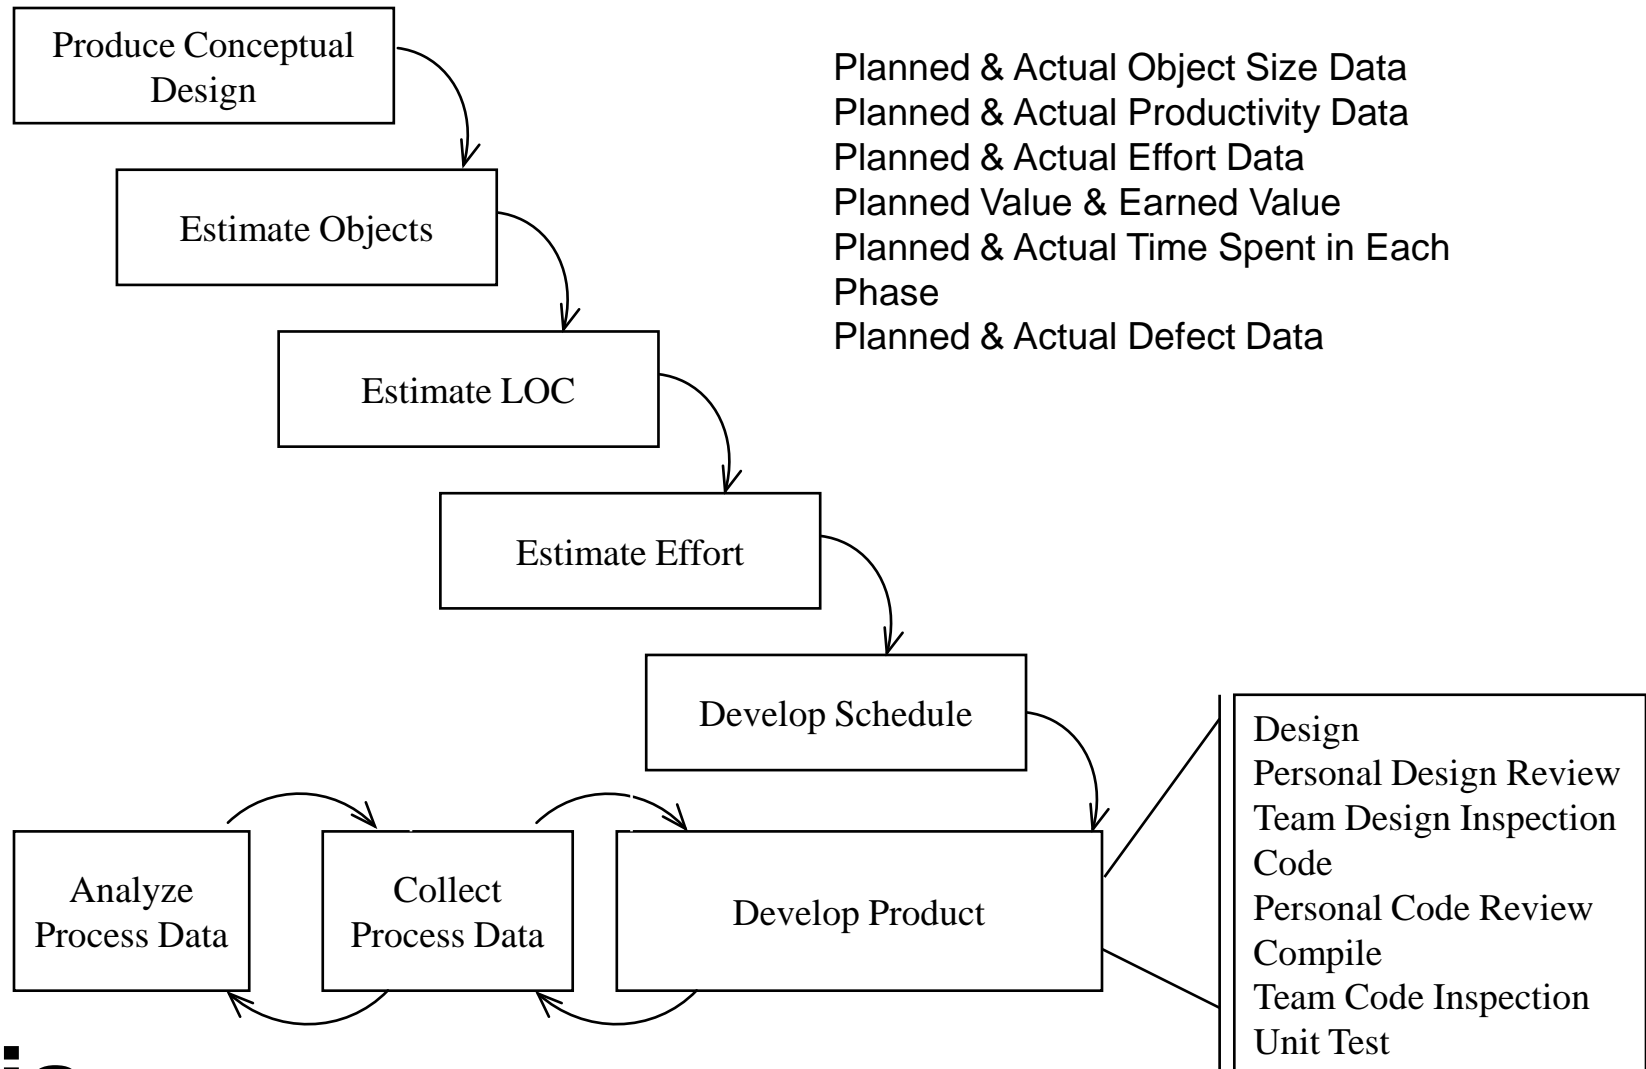 Produce Conceptual
Design
Planned & Actual Object Size Data
Planned & Actual Productivity Data
Planned & Actual Effort Data
Planned Value & Earned Value
Planned & Actual Time Spent in Each
Phase
Planned & Actual Defect Data
Estimate Objects
Estimate LOC
Estimate Effort
Develop Schedule
Analyze
Process Data
Collect
Process Data
Develop Product
Design
Personal Design Review
Team Design Inspection
Code
Personal Code Review
Compile
Team Code Inspection
Unit Test